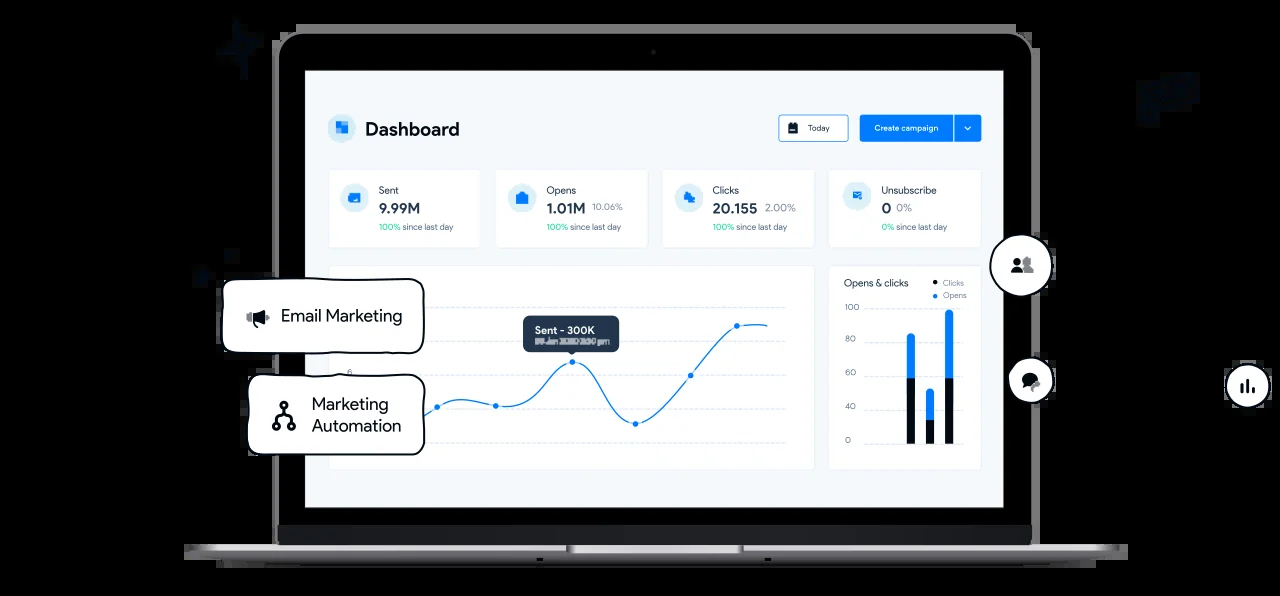 Dashboard
Today
Create campaign
Sent
9.99M
100% since last day
Opens
1.01M 10.06%
100% since last day
Clicks
20.155 2.00%
100% since last day
Unsubscribe
0 0%
0% since last day
Email Marketing
Marketing
Automation
6
Sent - 300K
Opens & clicks
Clicks
Opens
100
80
60
40
0